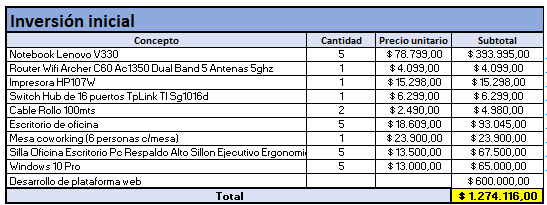 Inversión inicial
Concepto Cantidad Precio unitario Subtotal
Notebook Lenovo V330 5 $ 78.799,00 $ 393.995,00
Router Wifi Archer C60 Ac1350 Dual Band 5 Antenas 5ghz 1 $ 4.099,00 $ 4.099,00
Impresora HP107W 1 $ 15.298,00 $ 15.298,00
Switch Hub de 16 puertos TpLink Tl Sg1016d 1 $ 6.299,00 $ 6.299,00
Cable Rollo 100mts 2 $ 2.490,00 $ 4.980,00
Escritorio de oficina 5 $ 18.609,00 $ 93.045,00
Mesa coworking (6 personas c/mesa) 1 $ 23.900,00 $ 23.900,00
Silla Oficina Escritorio Pc Respaldo Alto Sillon Ejecutivo Ergonomi 5 $ 13.500,00 $ 67.500,00
Windows 10 Pro 5 $ 13.000,00 $ 65.000,00
Desarrollo de plataforma web $600.000,00
Total $ 1.274.116,00